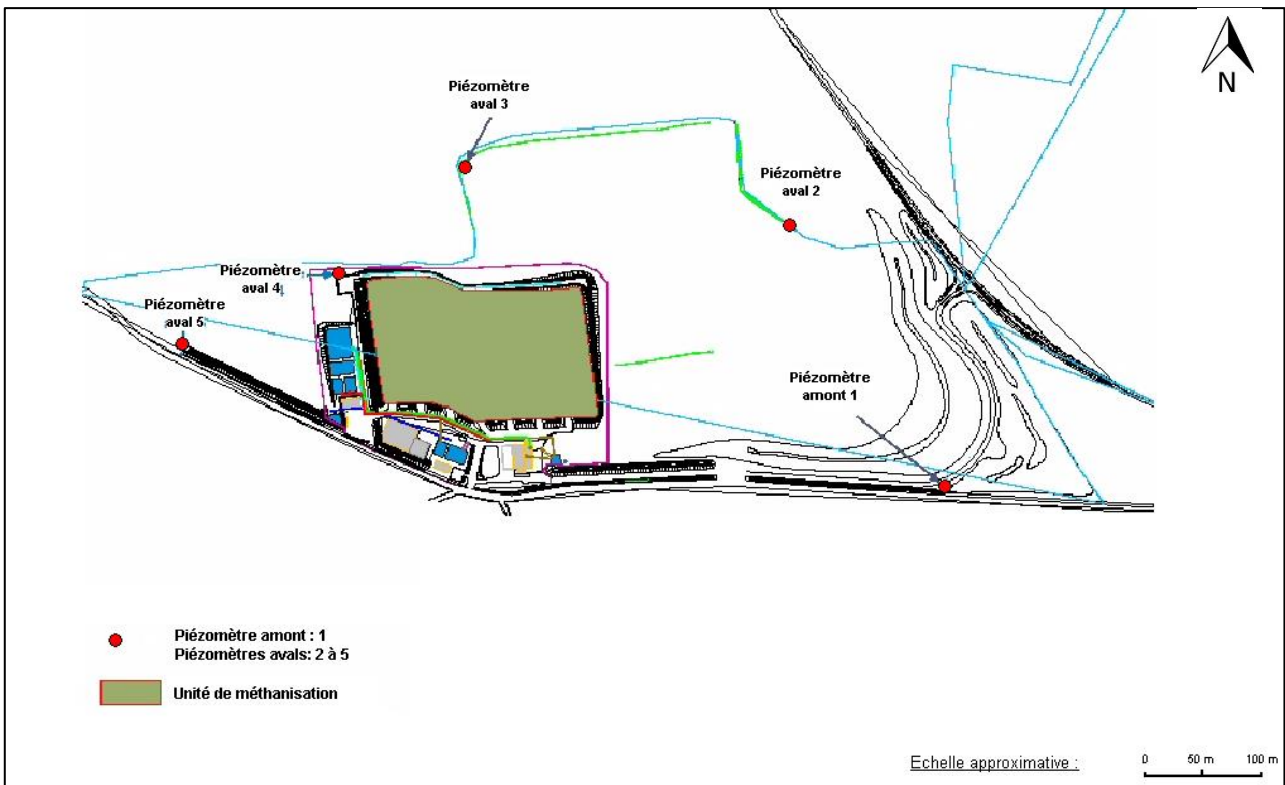 N
Piézomètre
aval 3
Piézomètre
aval 2
Piézomètre
aval 4
Piézomètre
aval 5
Piézomètre
amont 1
Piézomètre amont : 1
Piézomètres avals: 2 à 5
Unité de méthanisation
Echelle approximative :
0 50 m 100 m